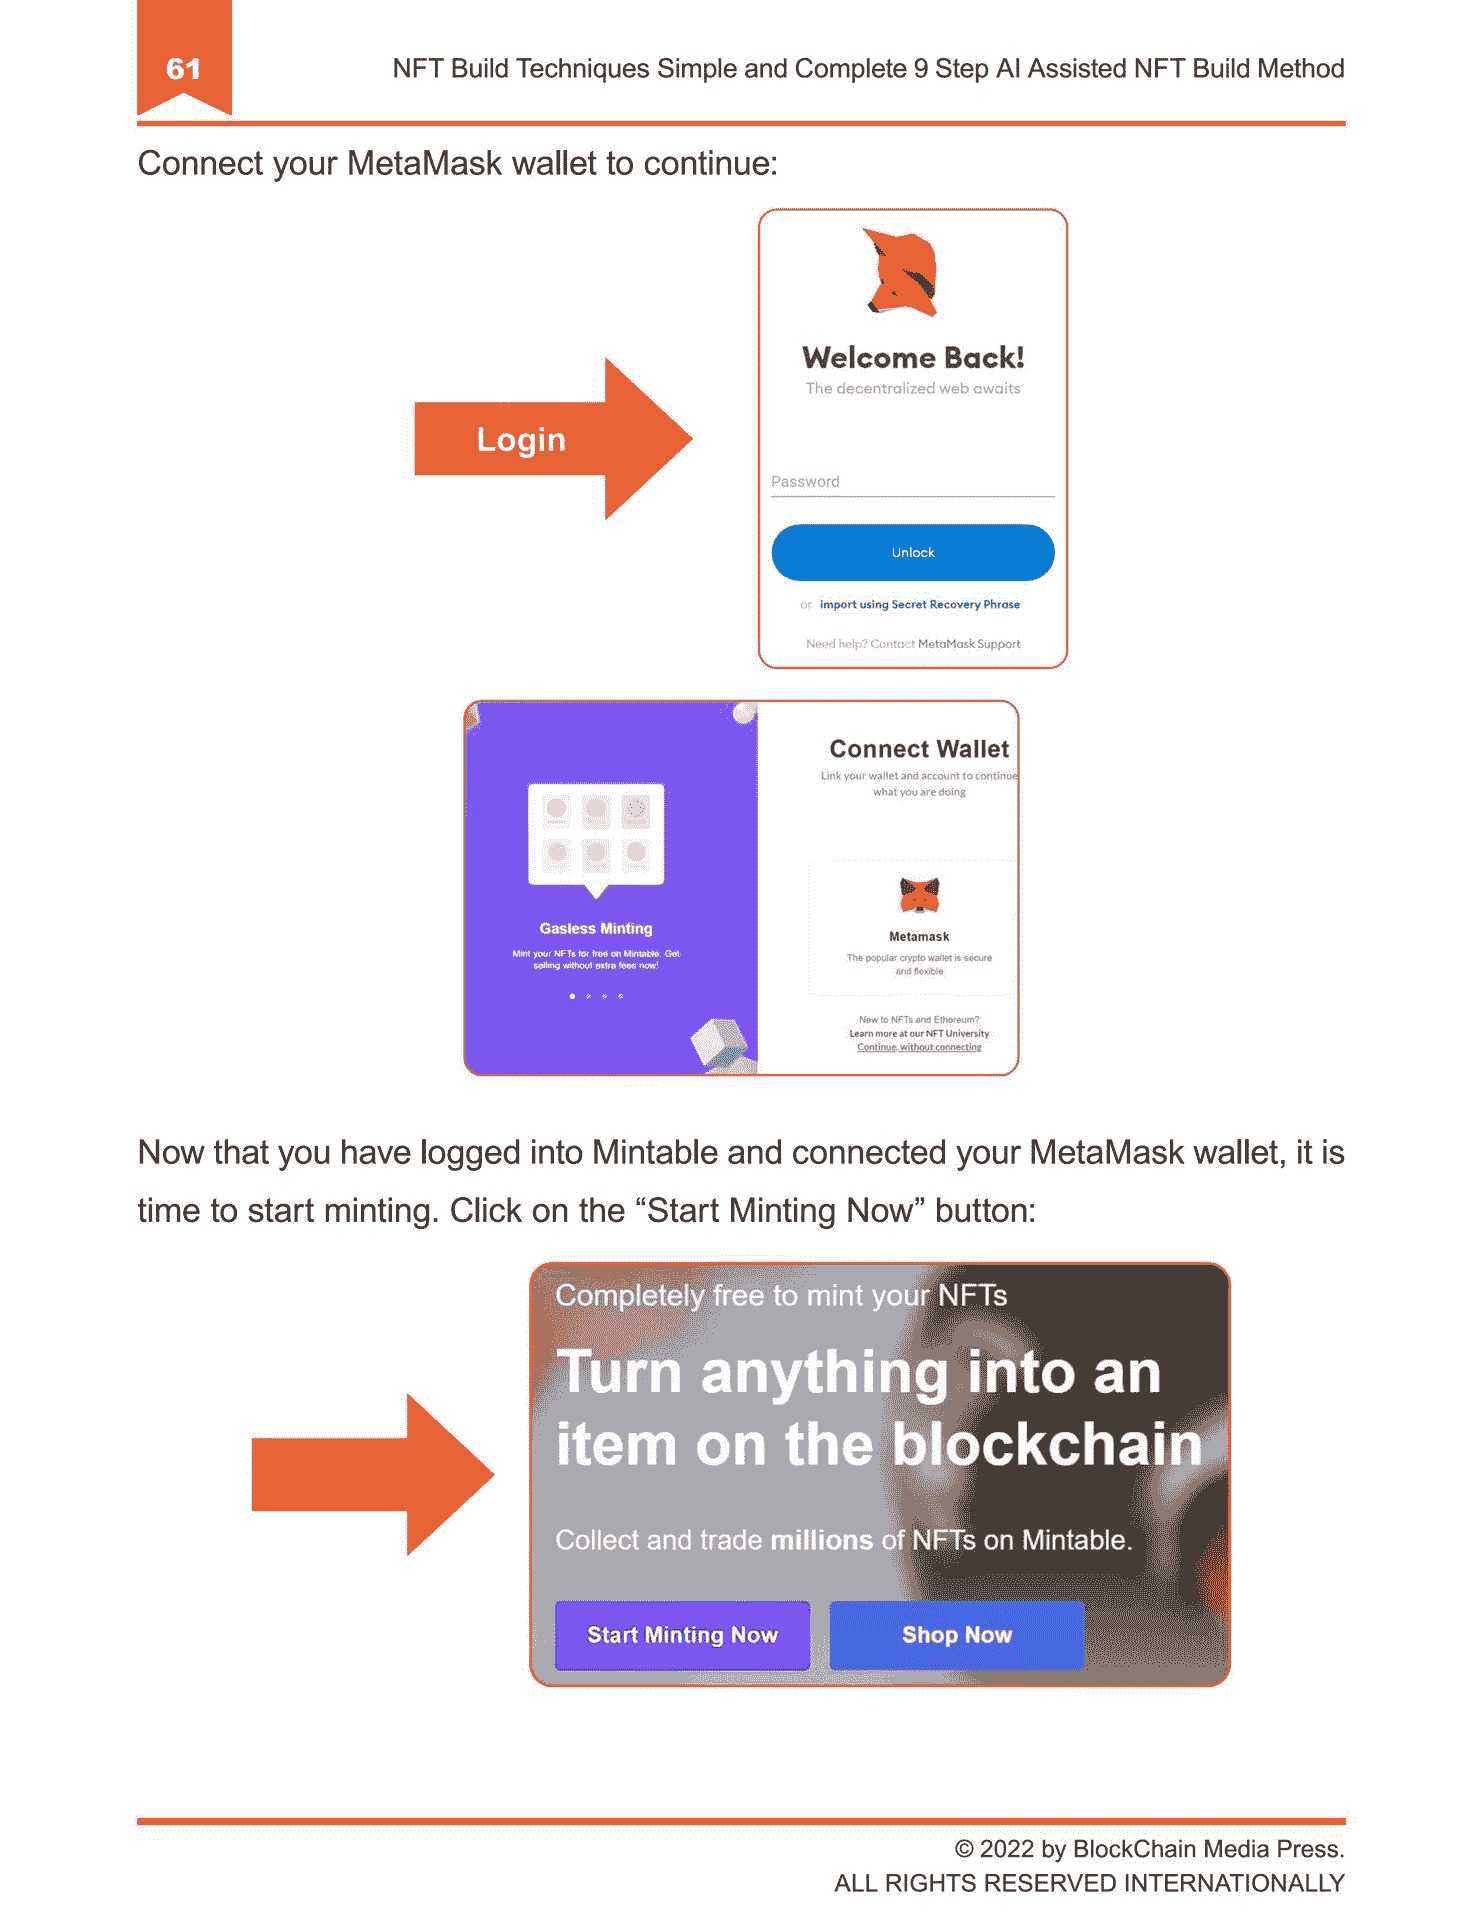 61
NFT Build Techniques Simple and Complete 9 Step AI Assisted NFT Build Method
Connect your MetaMask wallet to continue:
Login
Welcome Back!
The decentralized web awaits
Password
Unlock
or import using Secret Recovery Phrase
Need help? Contact MetaMask Support
Gasless Minting
Mint your NFTs for free on Mintable. Get
selling without extra fees now!
Connect Wallet
Link your wallet and account to continue
what you are doing
Metamask
The popular crypto wallet is secure
and flexible
New to NFTs and Ethereum?
Learn more at our NFT University
Continue, without connecting
Now that you have logged into Mintable and connected your MetaMask wallet, it is
time to start minting. Click on the “Start Minting Now” button:
Completely free to mint your NFTs
Turn anything into an
item on the blockchain
Collect and trade millions of NFTs on Mintable.
Start Minting Now
Shop Now
© 2022 by BlockChain Media Press.
ALL RIGHTS RESERVED INTERNATIONALLY